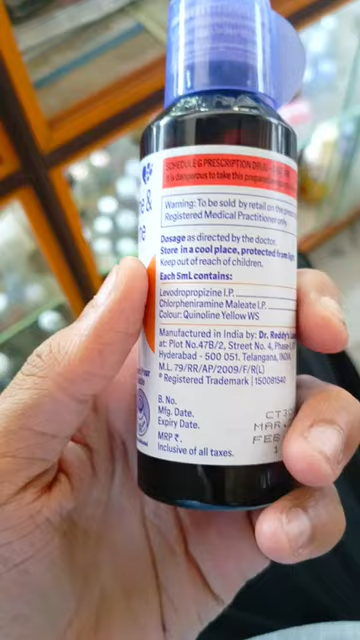 SCHEDULE G PRESCRIPTION DRUG
It is dangerous to take this preparation
Warning: To be sold by retail on the
Registered Medical Practitioner only.
Dosage as directed by the doctor.
Store in a cool place, protected from
Keep out of reach of children.
Each 5mL contains:
Levodropropizine I.P.
Chlorpheniramine Maleate I.P.
Colour: Quinoline Yellow WS
Manufactured in India by: Dr. Reddy's
at: Plot No.47B/2, Street No. 4,
Hyderabad - 500 051. Telangana, INDIA
M.L. 79/RR/AP/2009/F/R(L)
® Registered Trademark | 150081540
B. No.
Mfg. Date.
Expiry Date.
MRP ₹.
Inclusive of all taxes.
MAR
FEB